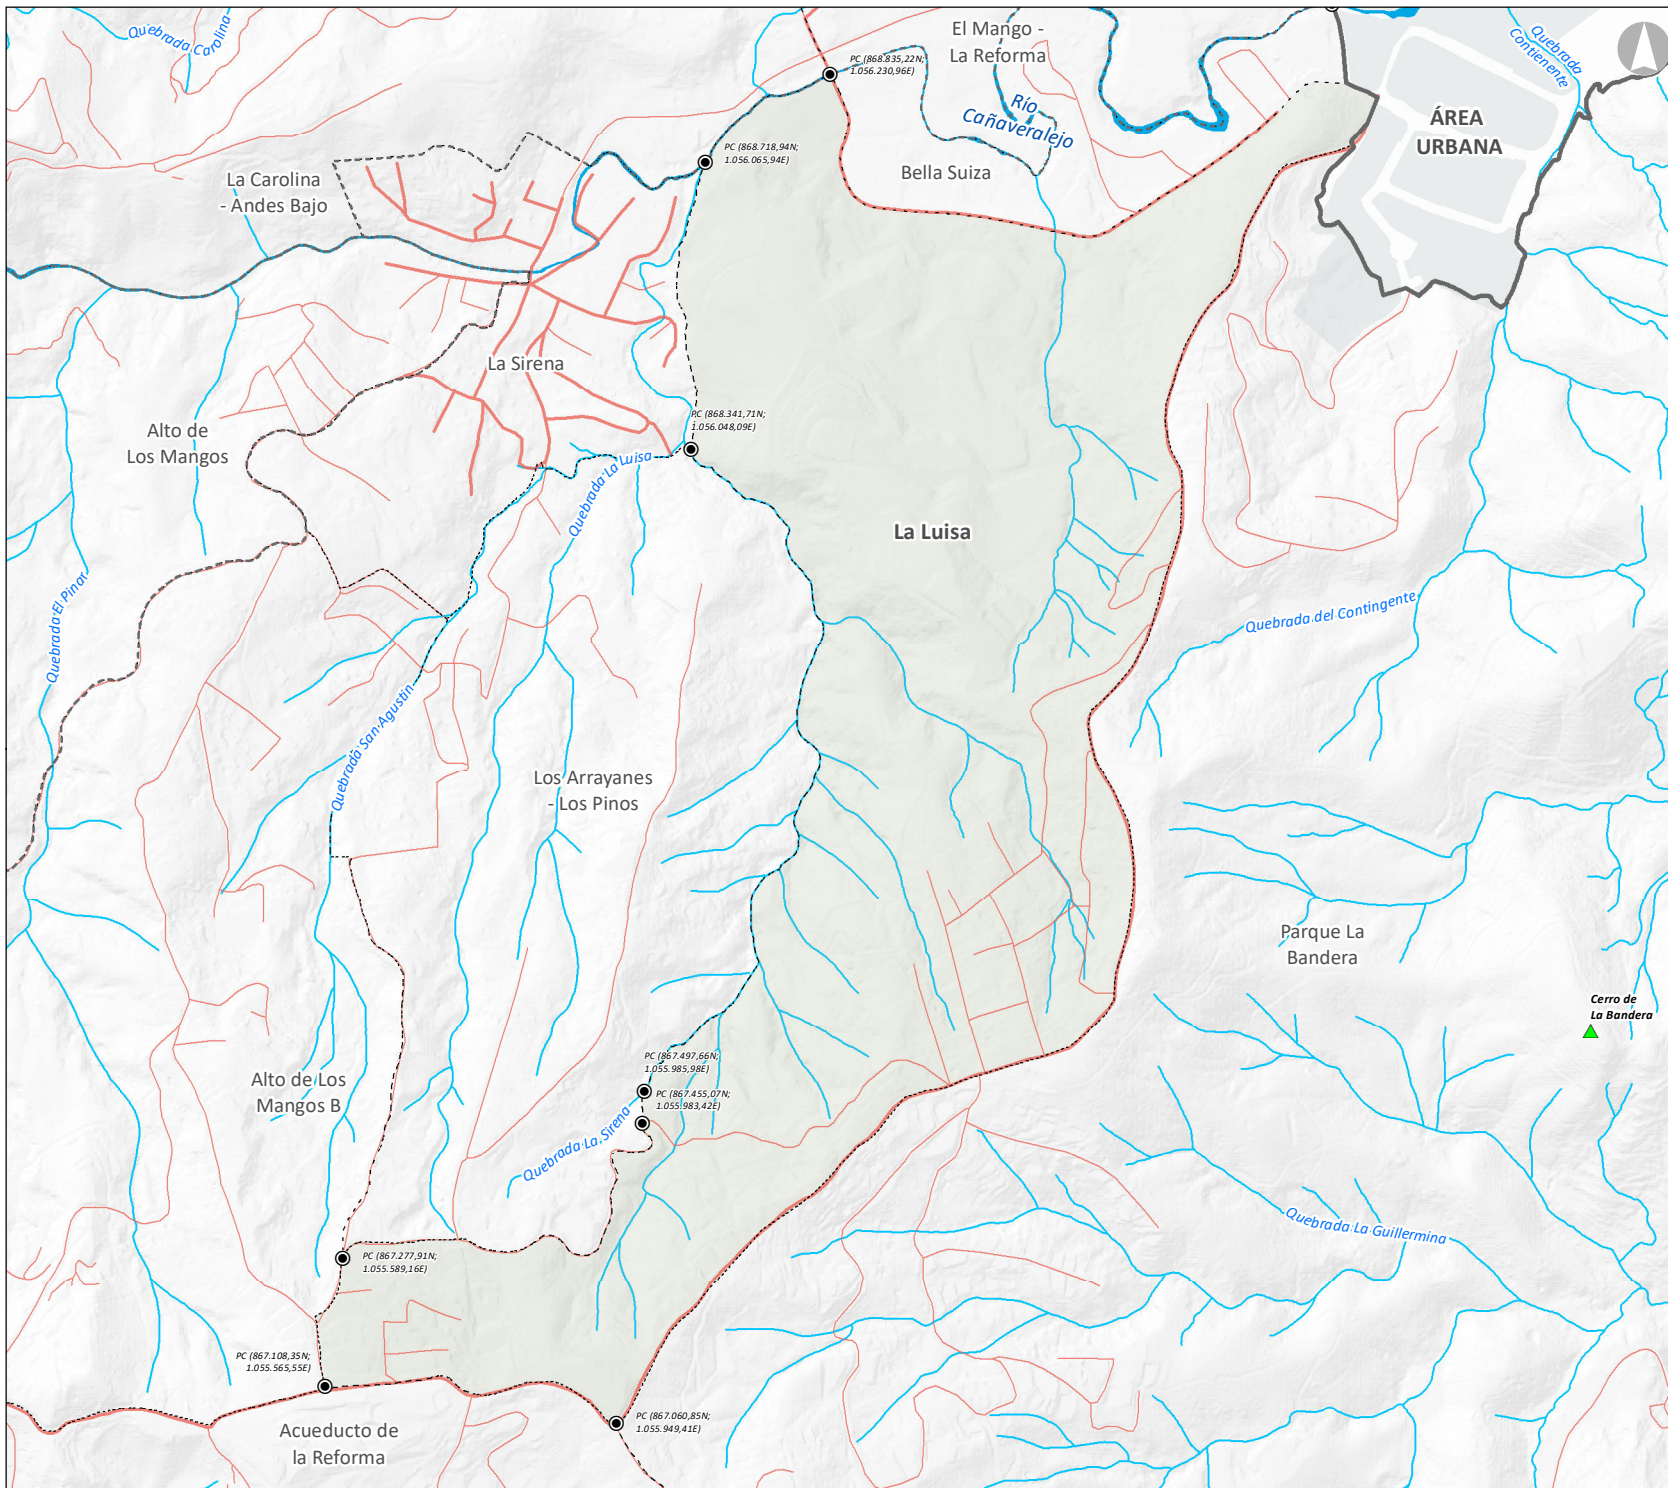 Quebrada Carolina
El Mango -
La Reforma
Quebrada
Contienente
PC (868.835,22N;
1.056.230,96E)
Río
Cañaveralejo
ÁREA
URBANA
PC (868.718,94N;
1.056.065,94E)
Bella Suiza
La Carolina
- Andes Bajo
La Sirena
PC (868.341,71N;
1.056.048,09E)
Alto de
Los Mangos
Quebrada La Luisa
La Luisa
Quebrada El Pinar
Quebrada del Contingente
Quebrada San Agustin
Los Arrayanes
- Los Pinos
Parque La
Bandera
Cerro de
La Bandera
PC (867.497,66N;
1.055.985,98E)
Alto de Los
Mangos B
PC (867.455,07N;
1.055.983,42E)
Quebrada La Sirena
Quebrada La Guillermina
PC (867.277,91N;
1.055.589,16E)
PC (867.108,35N;
1.055.565,55E)
PC (867.060,85N;
1.055.949,41E)
Acueducto de
la Reforma